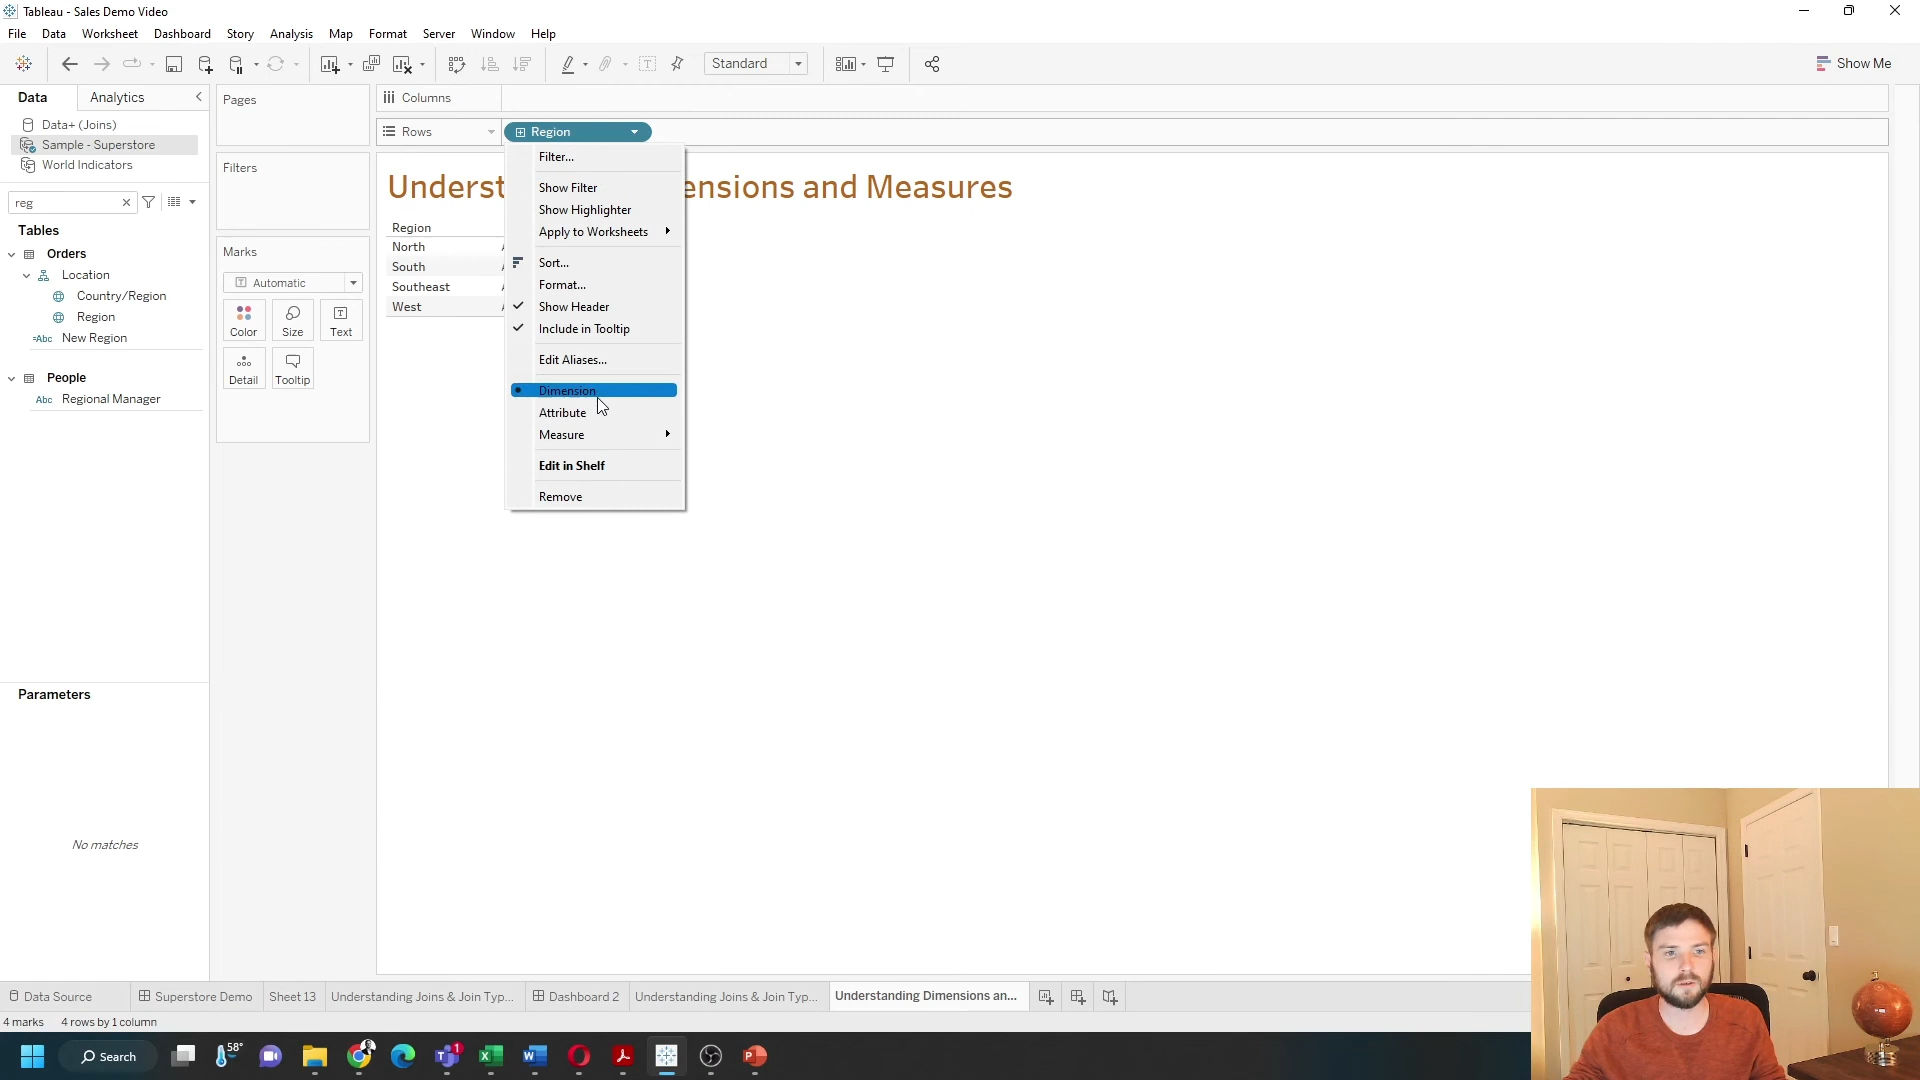 Tableau - Sales Demo Video
File Data Worksheet Dashboard Story Analysis Map Format Server Window Help
Standard
Show Me
Data Analytics
Data+ (Joins)
Sample - Superstore
World Indicators
reg
Tables
Orders
Location
Country/Region
Region
=Abc New Region
People
Abc Regional Manager
Parameters
No matches
Pages
Filters
Marks
Automatic
Color Size Text
Detail Tooltip
Columns
Rows Region
Underst ensions and Measures
Region
North
South
Southeast
West
Filter...
Show Filter
Show Highlighter
Apply to Worksheets
Sort...
Format...
Show Header
Include in Tooltip
Edit Aliases...
Dimension
Attribute
Measure
Edit in Shelf
Remove
Data Source Superstore Demo Sheet 13 Understanding Joins & Join Typ... Dashboard 2 Understanding Joins & Join Typ... Understanding Dimensions an...
4 marks 4 rows by 1 column
Search 58° 1